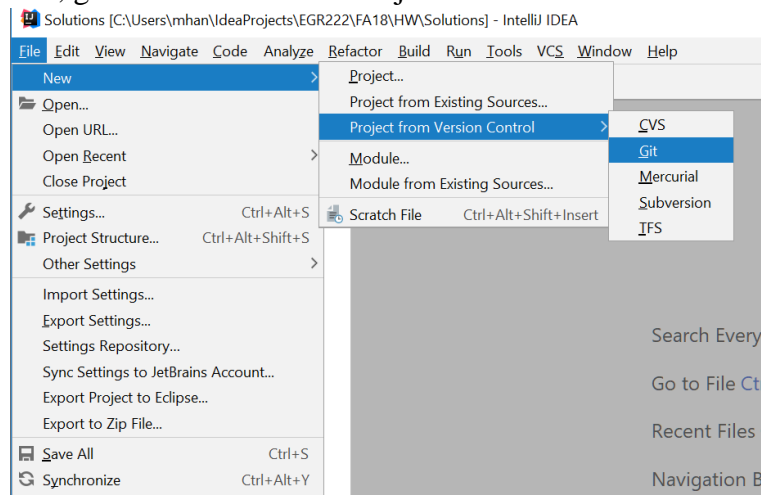 Solutions [C:\Users\mhan\IdeaProjects\EGR222\FA18\HW\Solutions] - IntelliJ IDEA
File Edit View Navigate Code Analyze Refactor Build Run Tools VCS Window Help
New
Open...
Open URL...
Open Recent
Close Project
Settings... Ctrl+Alt+S
Project Structure... Ctrl+Alt+Shift+S
Other Settings
Import Settings...
Export Settings...
Settings Repository...
Sync Settings to JetBrains Account...
Export Project to Eclipse...
Export to Zip File...
Save All Ctrl+S
Synchronize Ctrl+Alt+Y
Project...
Project from Existing Sources...
Project from Version Control
Module...
Module from Existing Sources...
Scratch File Ctrl+Alt+Shift+Insert
CVS
Git
Mercurial
Subversion
TFS
Search Every
Go to File Ct
Recent Files
Navigation B